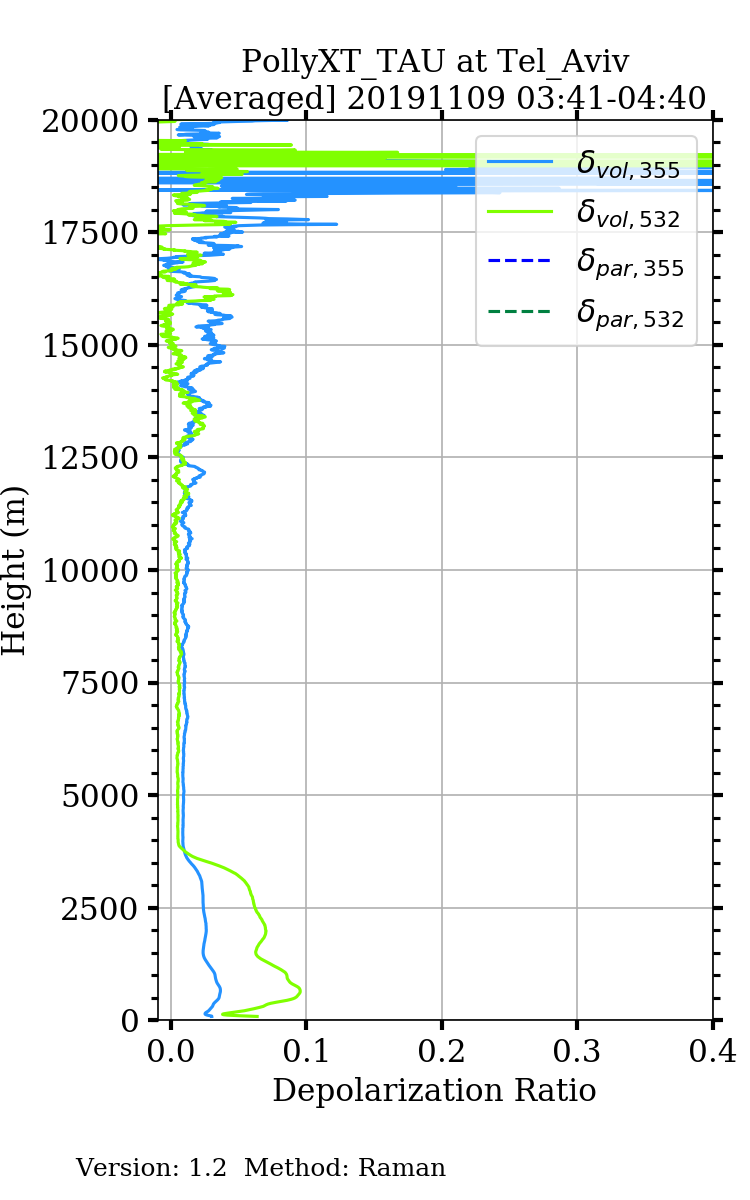 PollyXT_TAU at Tel_Aviv
[Averaged] 20191109 03:41-04:40
20000
17500
15000
12500
10000
7500
5000
2500
0
Height (m)
δvol, 355
δvol, 532
δpar, 355
δpar, 532
0.0 0.1 0.2 0.3 0.4
Depolarization Ratio
Version: 1.2 Method: Raman